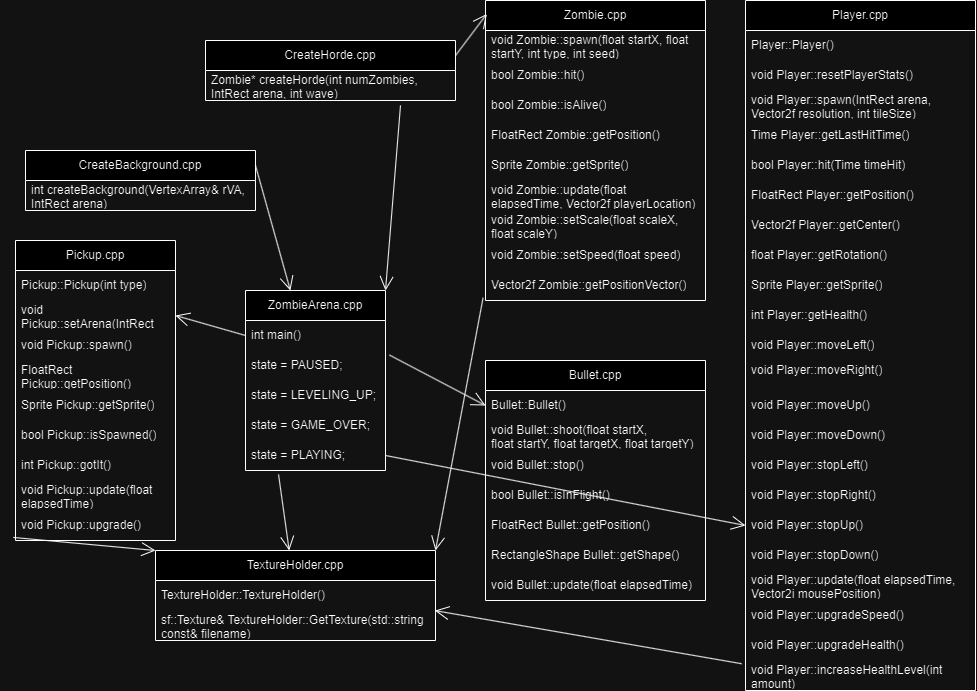 Zombie.cpp
void Zombie::spawn(float startX, float
startY, int type, int seed)
bool Zombie::hit()
bool Zombie::isAlive()
FloatRect Zombie::getPosition()
Sprite Zombie::getSprite()
void Zombie::update(float
elapsedTime, Vector2f playerLocation)
void Zombie::setScale(float scaleX,
float scaleY)
void Zombie::setSpeed(float speed)
Vector2f Zombie::getPositionVector()
Player.cpp
Player::Player()
void Player::resetPlayerStats()
void Player::spawn(IntRect arena,
Vector2f resolution, int tileSize)
Time Player::getLastHitTime()
bool Player::hit(Time timeHit)
FloatRect Player::getPosition()
Vector2f Player::getCenter()
float Player::getRotation()
Sprite Player::getSprite()
int Player::getHealth()
void Player::moveLeft()
void Player::moveRight()
void Player::moveUp()
void Player::moveDown()
void Player::stopLeft()
void Player::stopRight()
void Player::stopUp()
void Player::stopDown()
void Player::update(float elapsedTime,
Vector2i mousePosition)
void Player::upgradeSpeed()
void Player::upgradeHealth()
void Player::increaseHealthLevel(int
amount)
CreateHorde.cpp
Zombie* createHorde(int numZombies,
IntRect arena, int wave)
CreateBackground.cpp
int createBackground(VertexArray& rVA,
IntRect arena)
Pickup.cpp
Pickup::Pickup(int type)
void
Pickup::setArena(IntRect
void Pickup::spawn()
FloatRect
Pickup::getPosition()
Sprite Pickup::getSprite()
bool Pickup::isSpawned()
int Pickup::gotIt()
void Pickup::update(float
elapsedTime)
void Pickup::upgrade()
ZombieArena.cpp
int main()
state = PAUSED;
state = LEVELING_UP;
state = GAME_OVER;
state = PLAYING;
Bullet.cpp
Bullet::Bullet()
void Bullet::shoot(float startX,
float startY, float targetX, float targetY)
void Bullet::stop()
bool Bullet::isInFlight()
FloatRect Bullet::getPosition()
RectangleShape Bullet::getShape()
void Bullet::update(float elapsedTime)
TextureHolder.cpp
TextureHolder::TextureHolder()
sf::Texture& TextureHolder::GetTexture(std::string
const& filename)